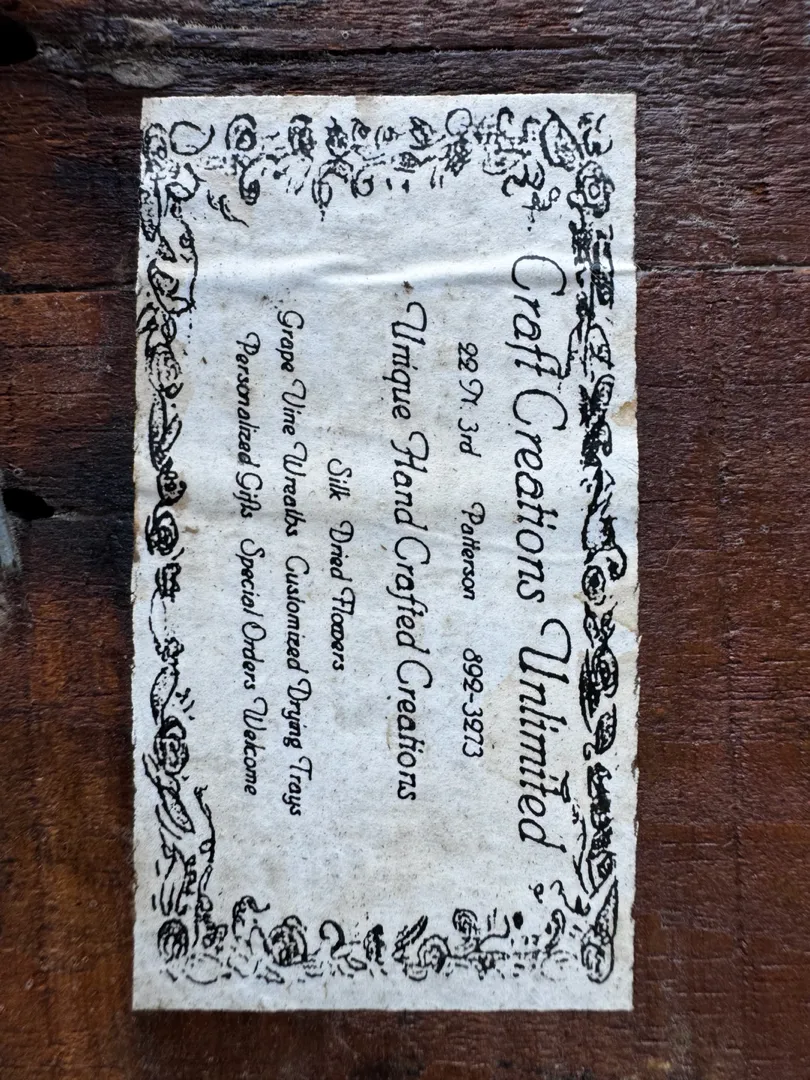 Craft Creations Unlimited
22 N. 3rd Patterson 892-3273
Unique Hand Crafted Creations
Silk Dried Flowers
Grape Vine Wreaths Customized Drying Trays
Personalized Gifts Special Orders Welcome